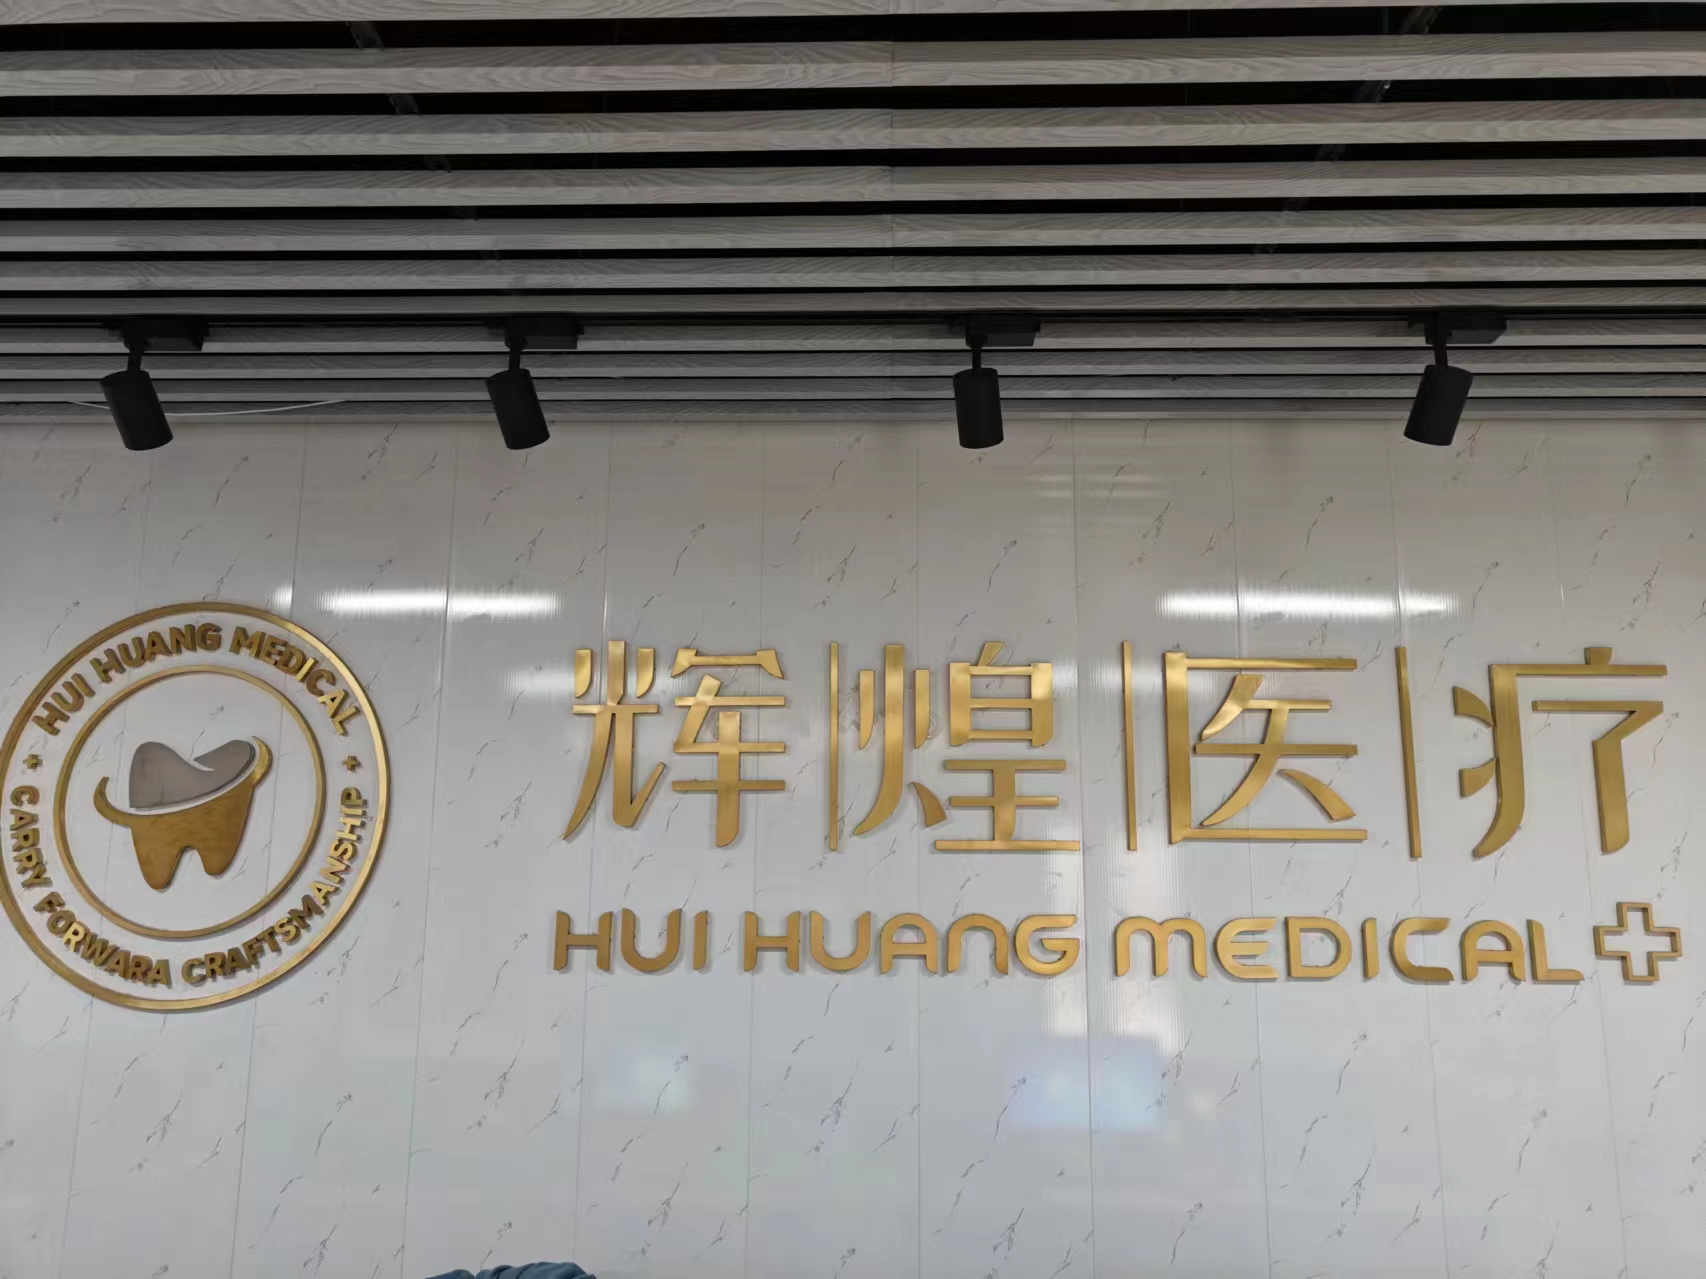 HUI HUANG MEDICAL
CARRY FORWARA CRAFTSMANSHIP
辉煌医疗
HUI HUANG MEDICAL